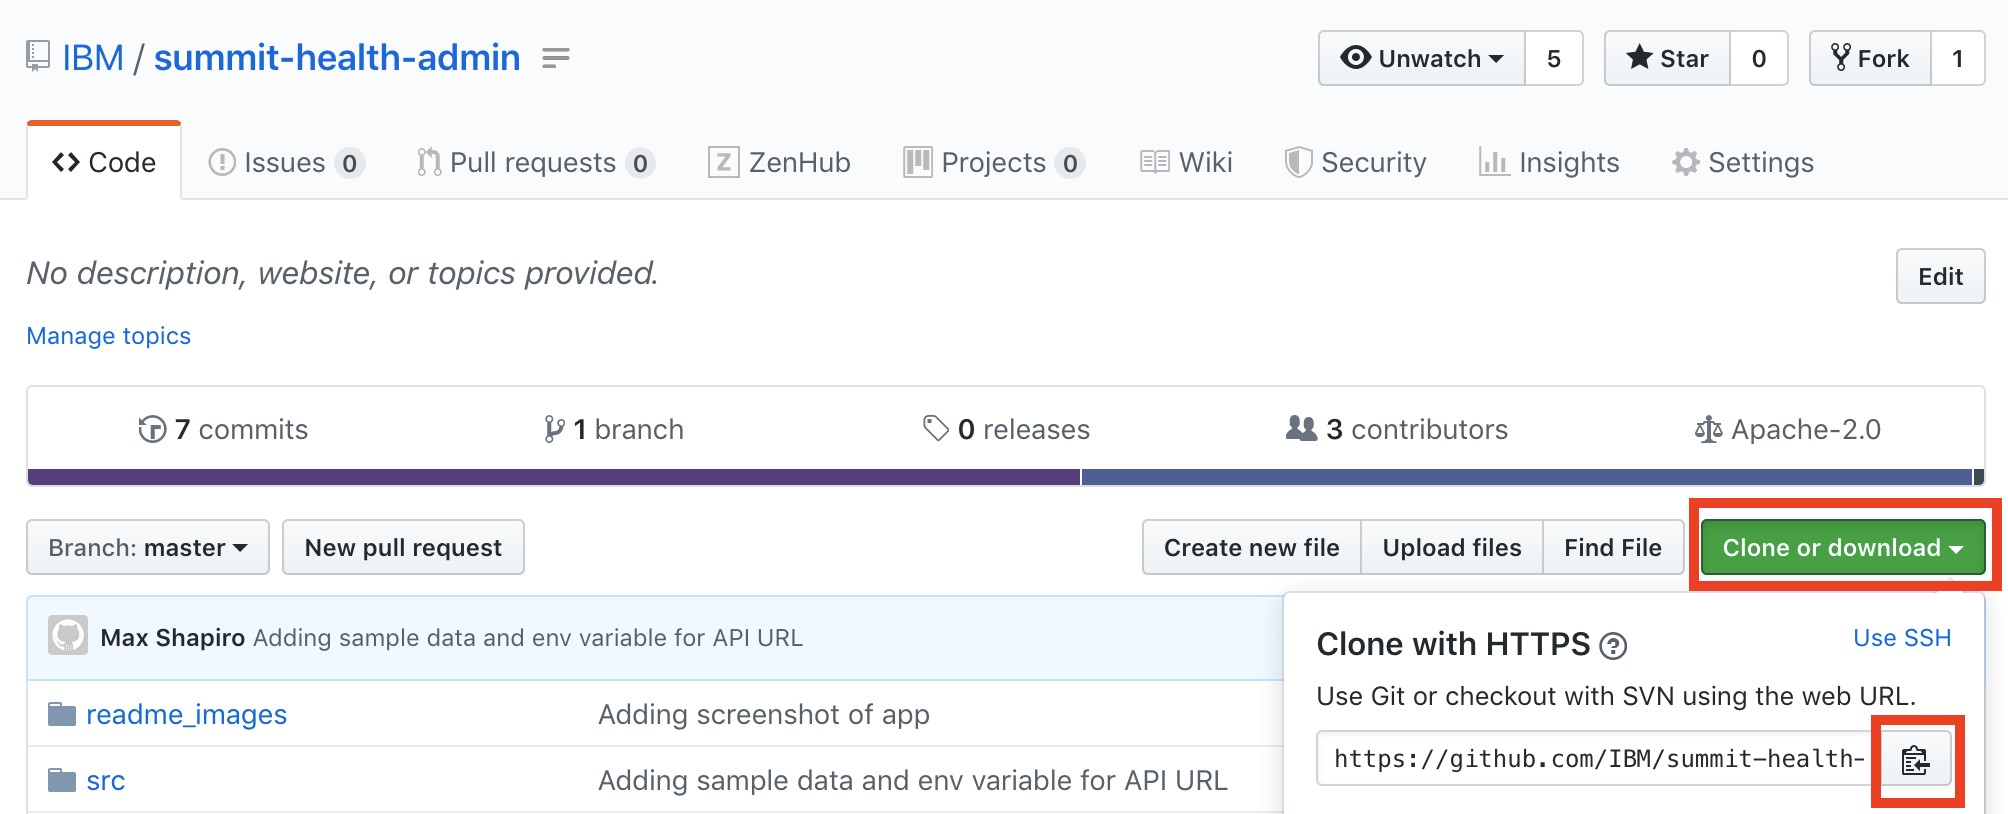 IBM / summit-health-admin
Unwatch 5 Star 0 Fork 1
Code Issues 0 Pull requests 0 ZenHub Projects 0 Wiki Security Insights Settings
No description, website, or topics provided. Edit
Manage topics
7 commits 1 branch 0 releases 3 contributors Apache-2.0
Branch: master New pull request Create new file Upload files Find File Clone or download
Max Shapiro Adding sample data and env variable for API URL
Clone with HTTPS ? Use SSH
Use Git or checkout with SVN using the web URL.
readme_images Adding screenshot of app
https://github.com/IBM/summit-health-
src Adding sample data and env variable for API URL